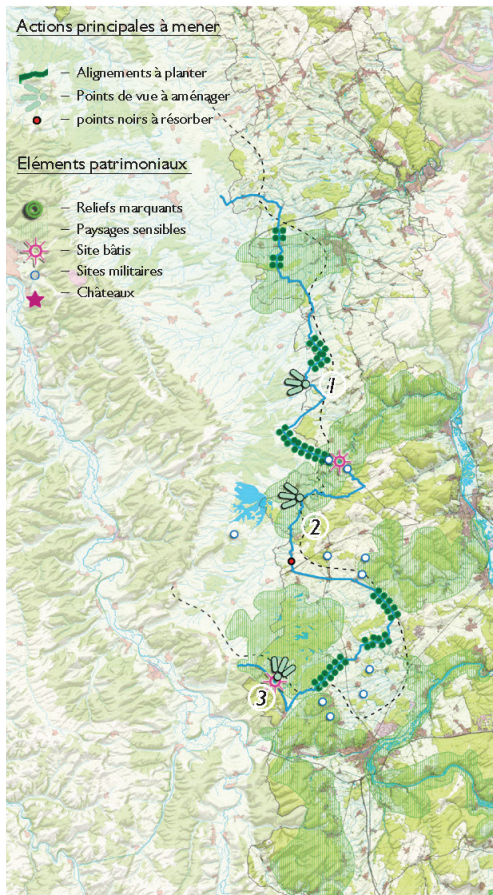 Actions principales à mener
– Alignements à planter
– Points de vue à aménager
– points noirs à résorber
Eléments patrimoniaux
– Reliefs marquants
– Paysages sensibles
– Site bâtis
– Sites militaires
– Châteaux
1
2
3